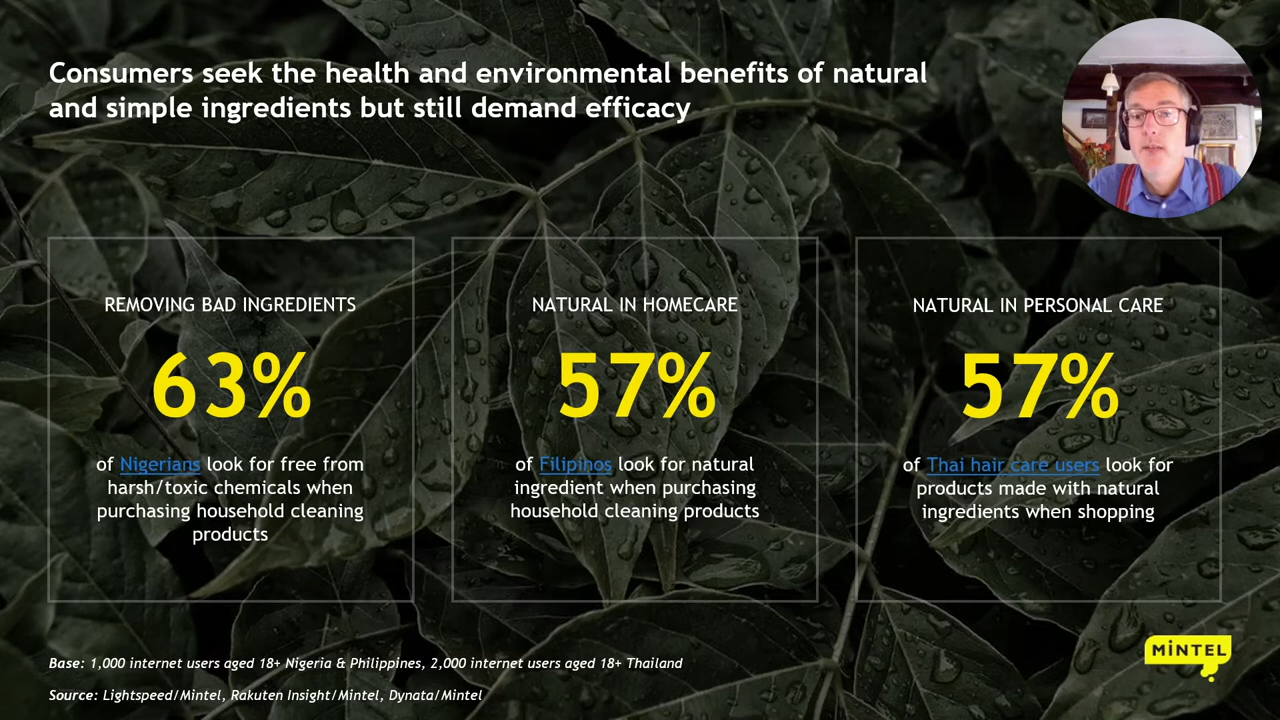 Consumers seek the health and environmental benefits of natural
and simple ingredients but still demand efficacy
REMOVING BAD INGREDIENTS
63%
of Nigerians look for free from
harsh/toxic chemicals when
purchasing household cleaning
products
NATURAL IN HOMECARE
57%
of Filipinos look for natural
ingredient when purchasing
household cleaning products
NATURAL IN PERSONAL CARE
57%
of Thai hair care users look for
products made with natural
ingredients when shopping
Base: 1,000 internet users aged 18+ Nigeria & Philippines, 2,000 internet users aged 18+ Thailand
Source: Lightspeed/Mintel, Rakuten Insight/Mintel, Dynata/Mintel
MINTEL